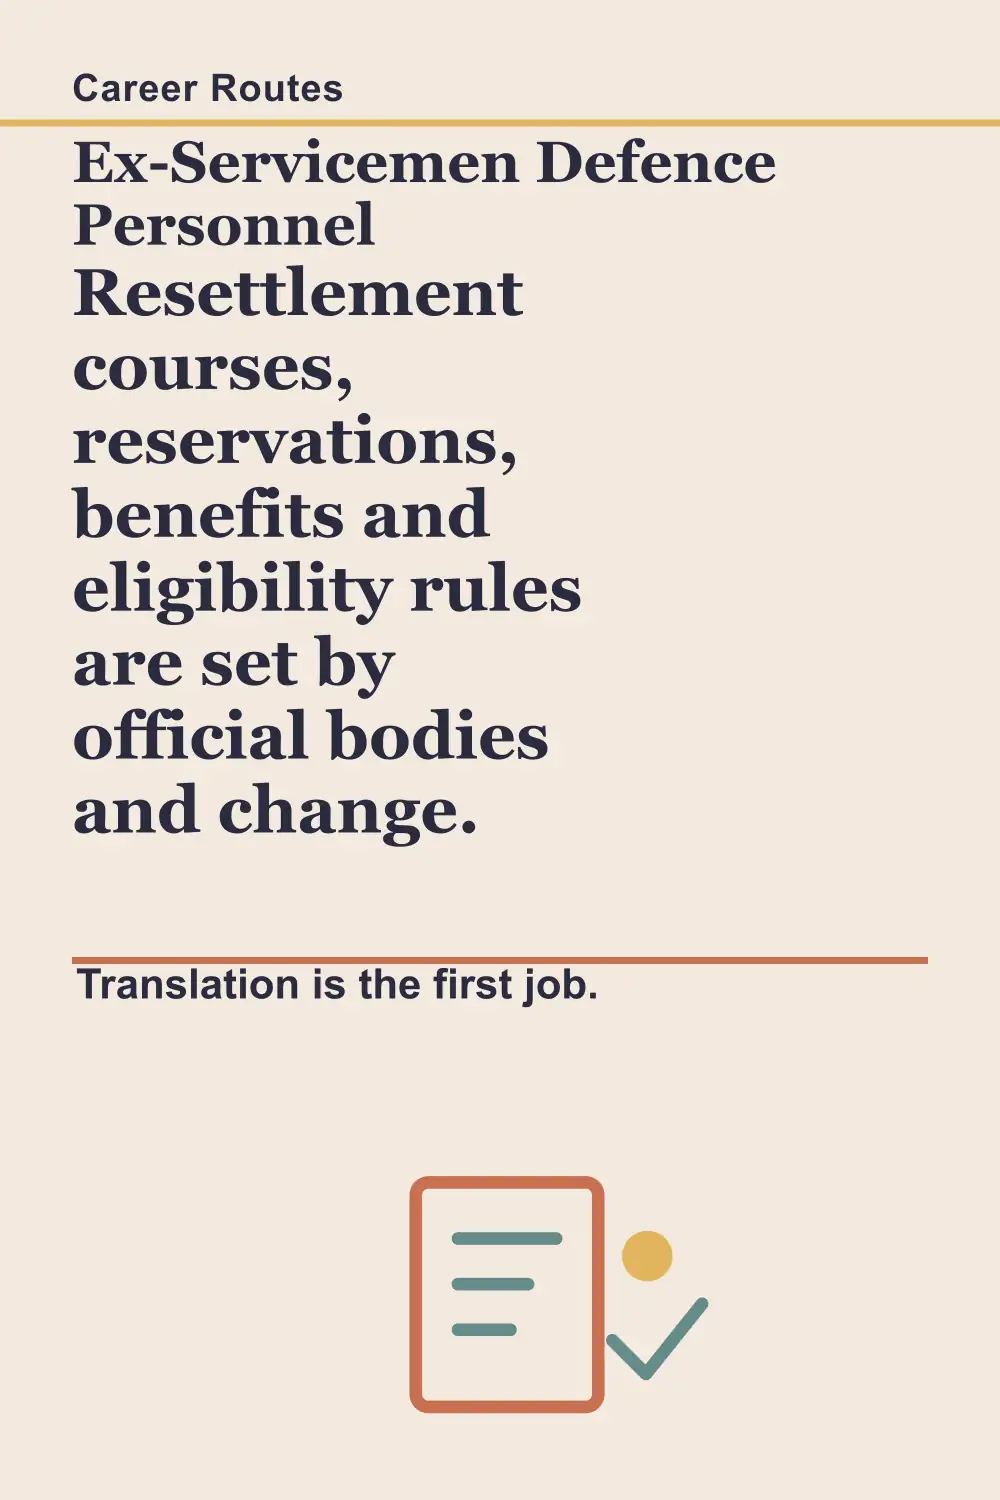 Career Routes
Ex-Servicemen Defence
Personnel
Resettlement
courses,
reservations,
benefits and
eligibility rules
are set by
official bodies
and change.
Translation is the first job.